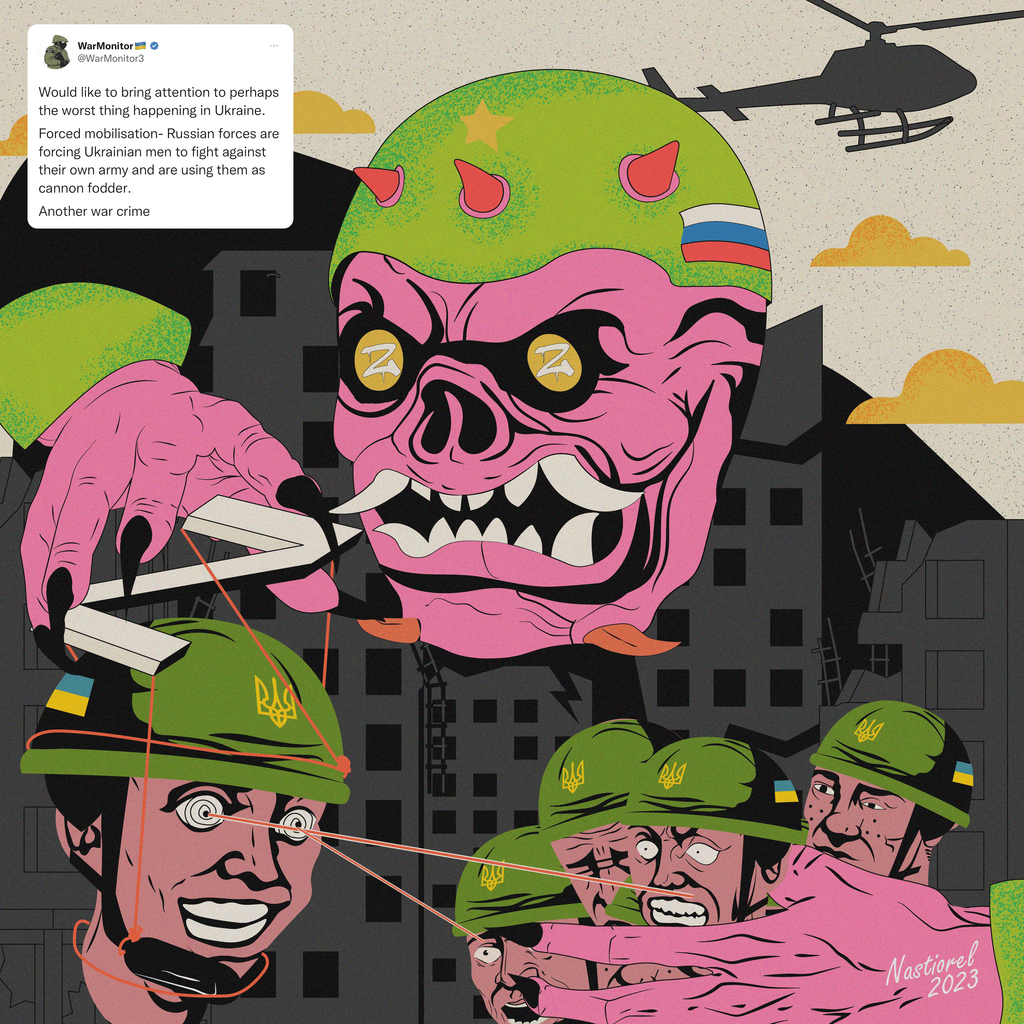 WarMonitor
@WarMonitor3
Would like to bring attention to perhaps
the worst thing happening in Ukraine.
Forced mobilisation- Russian forces are
forcing Ukrainian men to fight against
their own army and are using them as
cannon fodder.
Another war crime
Z Z
Nastiorel
2023